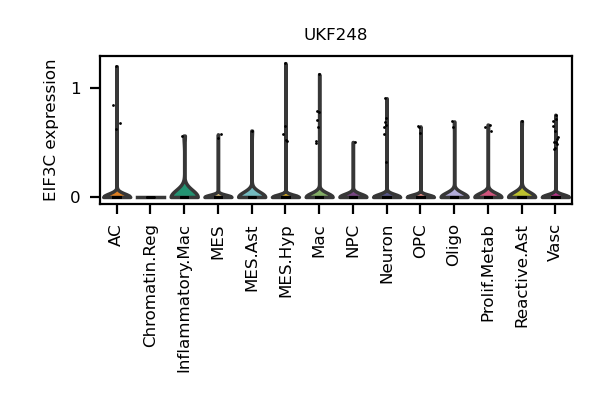 UKF248
EIF3C expression
1
0
AC
Chromatin.Reg
Inflammatory.Mac
MES
MES.Ast
MES.Hyp
Mac
NPC
Neuron
OPC
Oligo
Prolif.Metab
Reactive.Ast
Vasc